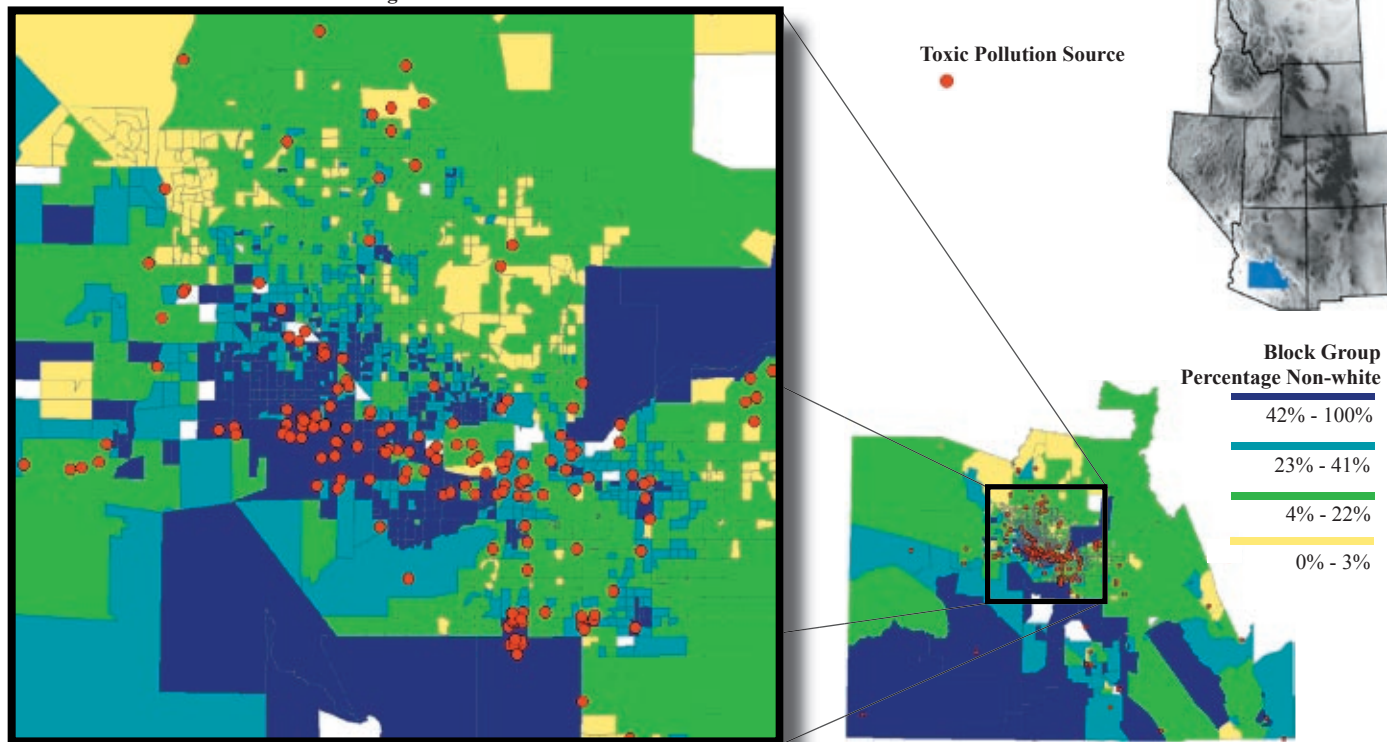 Toxic Pollution Source
Block Group
Percentage Non-white
42% - 100%
23% - 41%
4% - 22%
0% - 3%